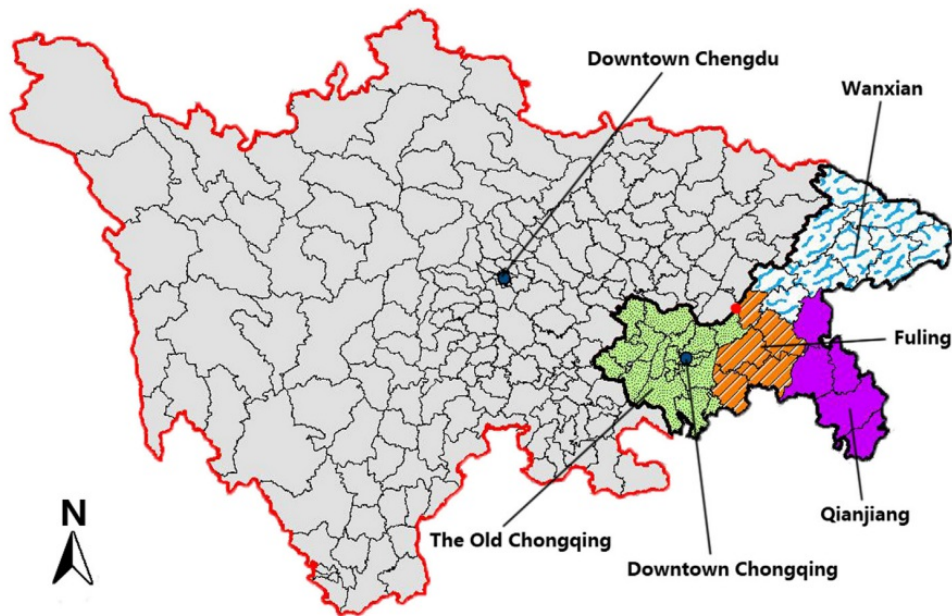 Downtown Chengdu
Wanxian
Fuling
Qianjiang
The Old Chongqing
Downtown Chongqing
N